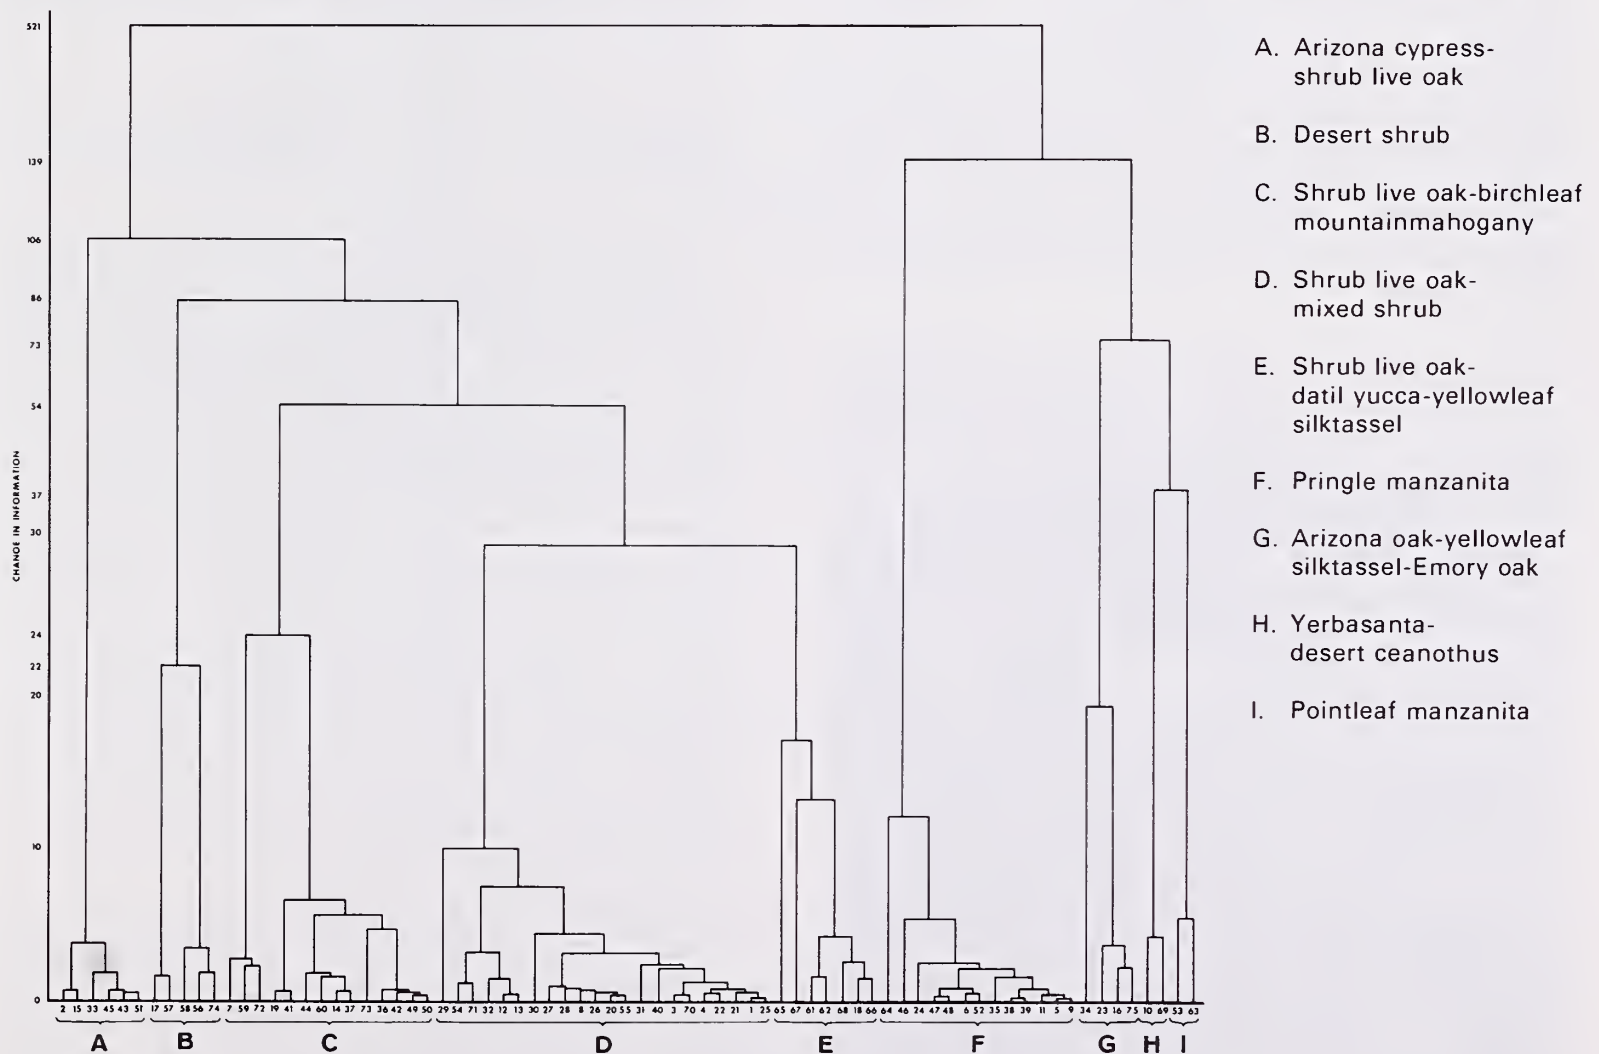 521
139
106
86
73
54
37
30
24
22
20
10
0
CHANGE IN INFORMATION
2 15 33 45 43 51 17 57 58 56 74 7 59 72 19 41 44 60 14 37 73 36 42 49 50 29 54 71 32 12 13 30 27 28 8 26 20 55 31 40 3 70 4 22 21 1 25 65 67 61 62 68 18 66 64 46 24 47 48 6 52 35 38 39 11 5 9 34 23 16 75 10 69 53 63
A B C D E F G H I
A. Arizona cypress-
shrub live oak
B. Desert shrub
C. Shrub live oak-birchleaf
mountainmahogany
D. Shrub live oak-
mixed shrub
E. Shrub live oak-
datil yucca-yellowleaf
silktassel
F. Pringle manzanita
G. Arizona oak-yellowleaf
silktassel-Emory oak
H. Yerbasanta-
desert ceanothus
I. Pointleaf manzanita